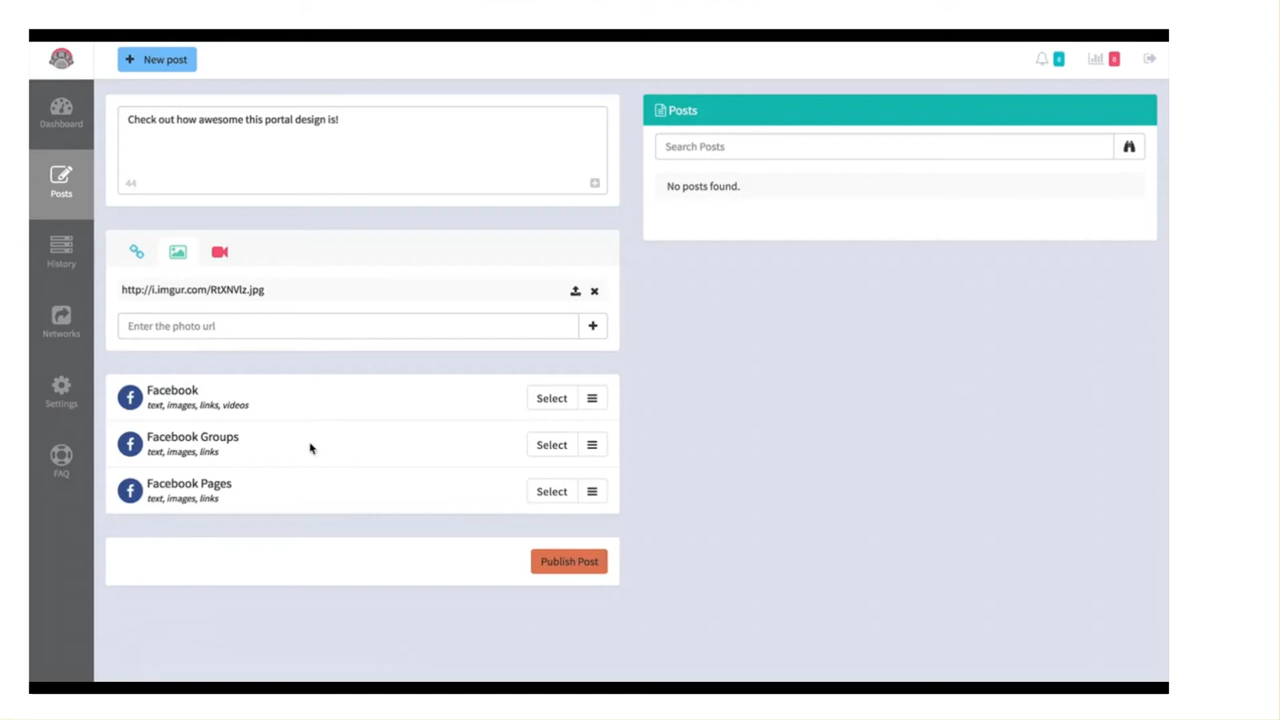 New post
0
0
Dashboard
Posts
History
Networks
Settings
FAQ
Check out how awesome this portal design is!
44
http://i.imgur.com/RtXNVlz.jpg
Enter the photo url
Facebook
text, images, links, videos
Select
Facebook Groups
text, images, links
Select
Facebook Pages
text, images, links
Select
Publish Post
Posts
Search Posts
No posts found.